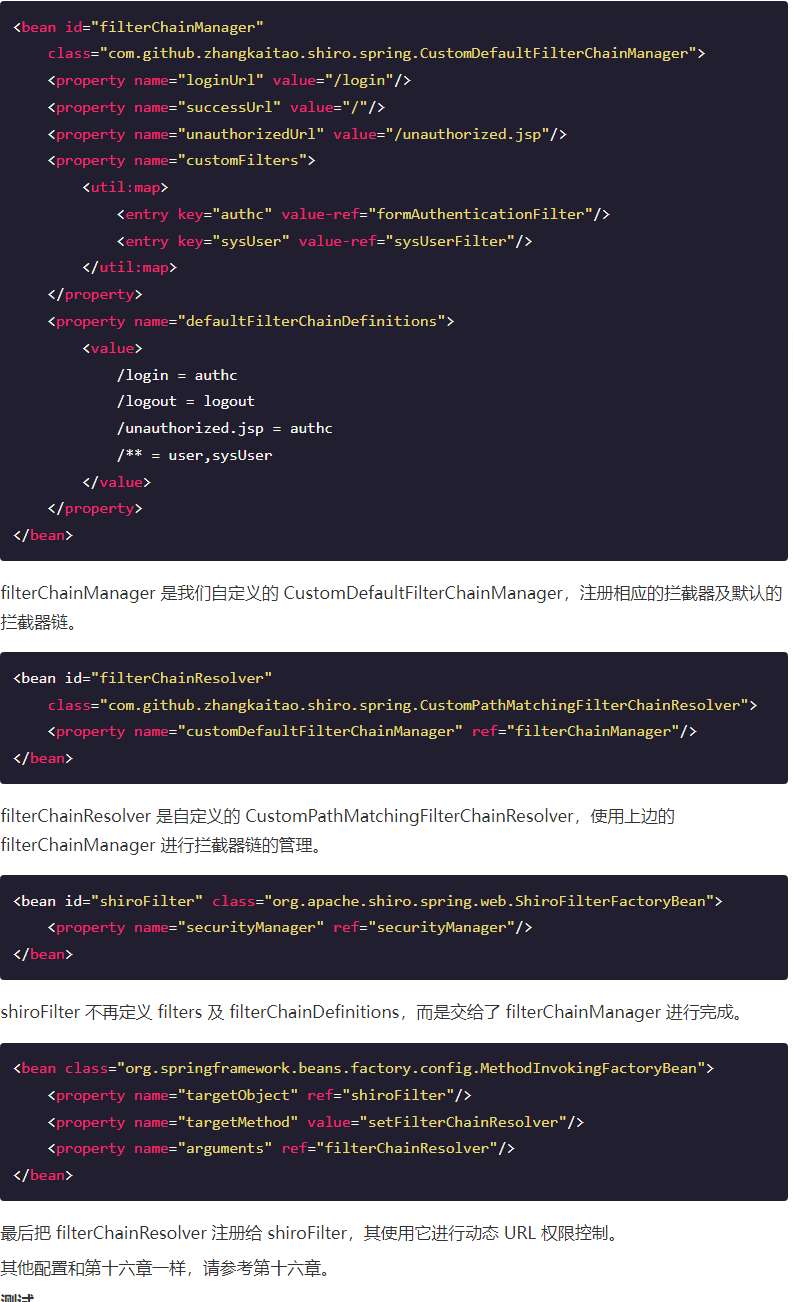 <bean id="filterChainManager"
    class="com.github.zhangkaitao.shiro.spring.CustomDefaultFilterChainManager">
    <property name="loginUrl" value="/login"/>
    <property name="successUrl" value="/"/>
    <property name="unauthorizedUrl" value="/unauthorized.jsp"/>
    <property name="customFilters">
        <util:map>
            <entry key="authc" value-ref="formAuthenticationFilter"/>
            <entry key="sysUser" value-ref="sysUserFilter"/>
        </util:map>
    </property>
    <property name="defaultFilterChainDefinitions">
        <value>
            /login = authc
            /logout = logout
            /unauthorized.jsp = authc
            /** = user,sysUser
        </value>
    </property>
</bean>
filterChainManager 是我们自定义的 CustomDefaultFilterChainManager，注册相应的拦截器及默认的
拦截器链。
<bean id="filterChainResolver"
    class="com.github.zhangkaitao.shiro.spring.CustomPathMatchingFilterChainResolver">
    <property name="customDefaultFilterChainManager" ref="filterChainManager"/>
</bean>
filterChainResolver 是自定义的 CustomPathMatchingFilterChainResolver，使用上边的
filterChainManager 进行拦截器链的管理。
<bean id="shiroFilter" class="org.apache.shiro.spring.web.ShiroFilterFactoryBean">
    <property name="securityManager" ref="securityManager"/>
</bean>
shiroFilter 不再定义 filters 及 filterChainDefinitions，而是交给了 filterChainManager 进行完成。
<bean class="org.springframework.beans.factory.config.MethodInvokingFactoryBean">
    <property name="targetObject" ref="shiroFilter"/>
    <property name="targetMethod" value="setFilterChainResolver"/>
    <property name="arguments" ref="filterChainResolver"/>
</bean>
最后把 filterChainResolver 注册给 shiroFilter，其使用它进行动态 URL 权限控制。
其他配置和第十六章一样，请参考第十六章。
测试